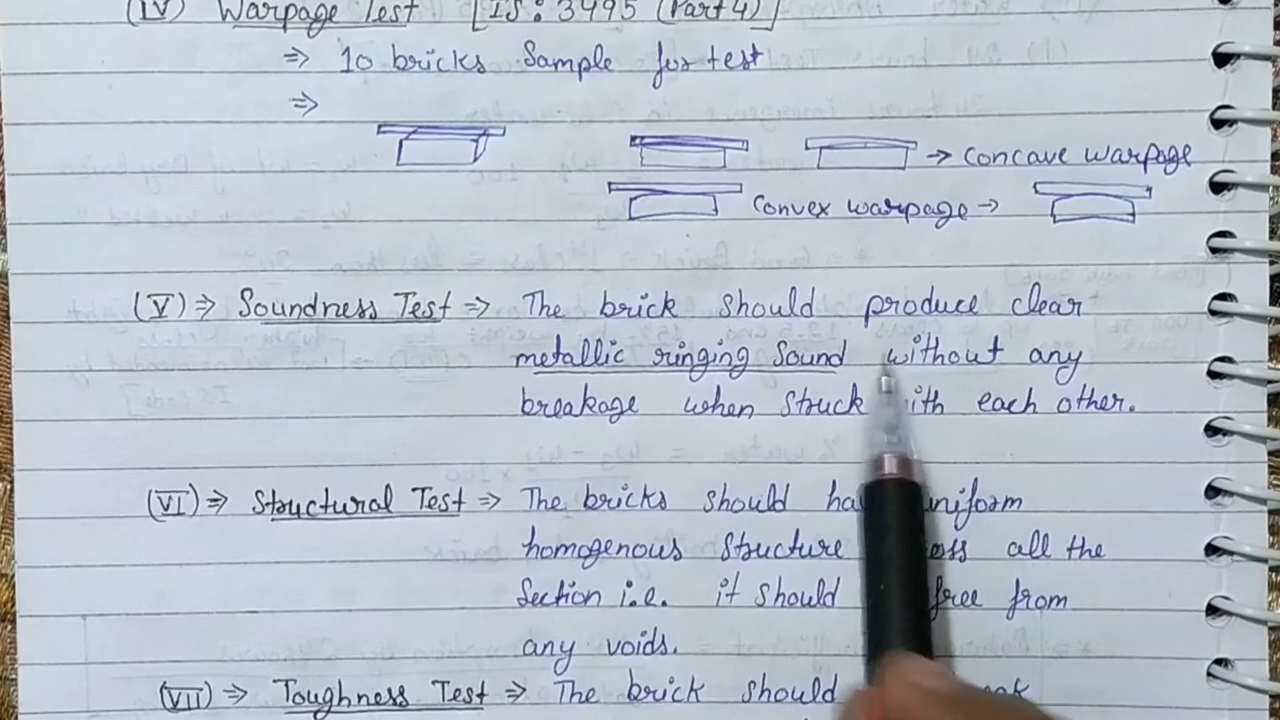 (IV) Warpage Test [IS: 3495 (Part 4)]
⇒ 10 bricks Sample for test
⇒
→ Concave warpage
Convex warpage →
(V) ⇒ Soundness Test ⇒ The brick should produce clear
metallic ringing Sound without any
breakage when struck with each other.
(VI) ⇒ Structural Test ⇒ The bricks should uniform
homogenous structure all the
Section i.e. it should free from
any voids.
(VII) ⇒ Toughness Test ⇒ The brick should